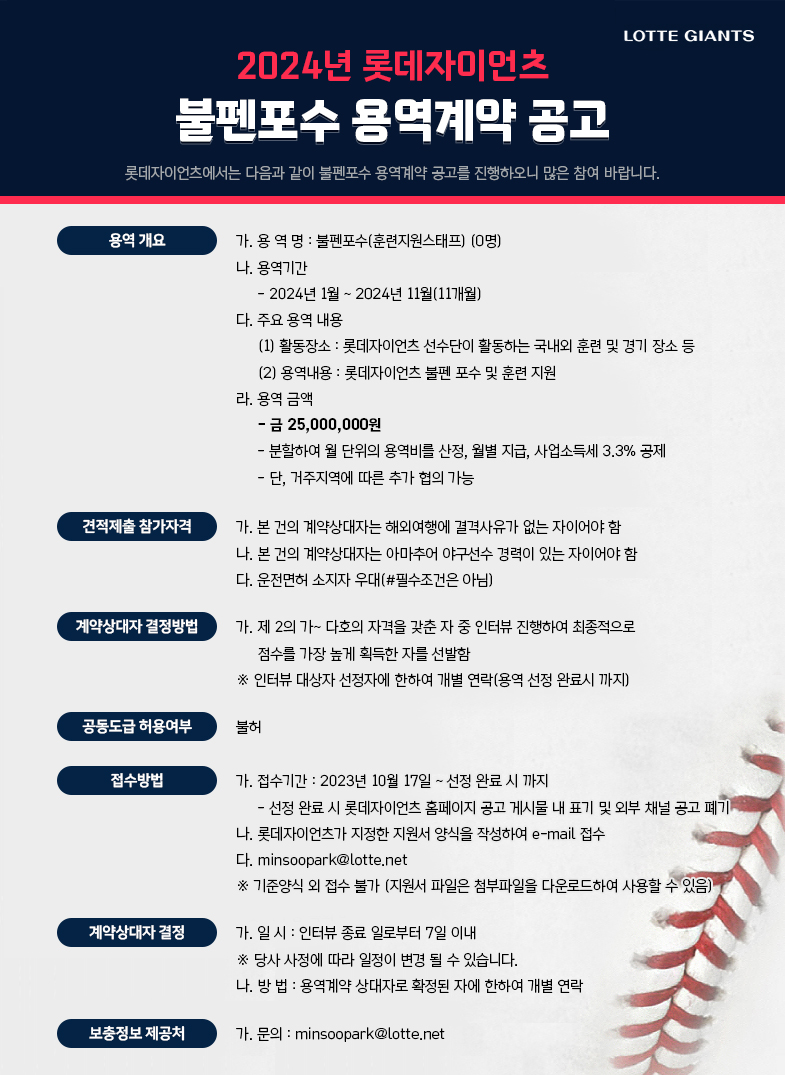 LOTTE GIANTS
2024년 롯데자이언츠
불펜포수 용역계약 공고
롯데자이언츠에서는 다음과 같이 불펜포수 용역계약 공고를 진행하오니 많은 참여 바랍니다.
용역 개요
가. 용 역 명 : 불펜포수(훈련지원스태프) (0명)
나. 용역기간
- 2024년 1월 ~ 2024년 11월(11개월)
다. 주요 용역 내용
(1) 활동장소 : 롯데자이언츠 선수단이 활동하는 국내외 훈련 및 경기 장소 등
(2) 용역내용 : 롯데자이언츠 불펜 포수 및 훈련 지원
라. 용역 금액
- 금 25,000,000원
- 분할하여 월 단위의 용역비를 산정, 월별 지급, 사업소득세 3.3% 공제
- 단, 거주지역에 따른 추가 협의 가능
견적제출 참가자격
가. 본 건의 계약상대자는 해외여행에 결격사유가 없는 자이어야 함
나. 본 건의 계약상대자는 아마추어 야구선수 경력이 있는 자이어야 함
다. 운전면허 소지자 우대(#필수조건은 아님)
계약상대자 결정방법
가. 제 2의 가~ 다호의 자격을 갖춘 자 중 인터뷰 진행하여 최종적으로
점수를 가장 높게 획득한 자를 선발함
※ 인터뷰 대상자 선정자에 한하여 개별 연락(용역 선정 완료시 까지)
공동도급 허용여부
불허
접수방법
가. 접수기간 : 2023년 10월 17일 ~ 선정 완료 시 까지
- 선정 완료 시 롯데자이언츠 홈페이지 공고 게시물 내 표기 및 외부 채널 공고 폐기
나. 롯데자이언츠가 지정한 지원서 양식을 작성하여 e-mail 접수
다. minsoopark@lotte.net
※ 기준양식 외 접수 불가 (지원서 파일은 첨부파일을 다운로드하여 사용할 수 있음)
계약상대자 결정
가. 일 시 : 인터뷰 종료 일로부터 7일 이내
※ 당사 사정에 따라 일정이 변경 될 수 있습니다.
나. 방 법 : 용역계약 상대자로 확정된 자에 한하여 개별 연락
보충정보 제공처
가. 문의 : minsoopark@lotte.net